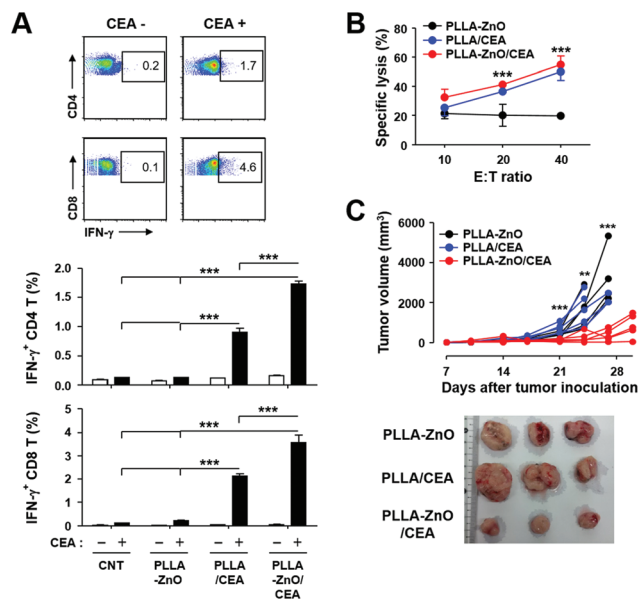 A
CEA -
CEA +
CD4
0.2
1.7
CD8
0.1
4.6
IFN-γ
IFN-γ+ CD4 T (%)
2.0
1.5
1.0
0.5
0.0
***
***
***
IFN-γ+ CD8 T (%)
5
4
3
2
1
0
***
***
***
CEA : − + − + − + − +
CNT
PLLA
-ZnO
PLLA
/CEA
PLLA
-ZnO/
CEA
B
Specific lysis (%)
80
60
40
20
0
PLLA-ZnO
PLLA/CEA
PLLA-ZnO/CEA
***
***
10 20 40
E:T ratio
C
Tumor volume (mm3)
6000
4000
2000
0
PLLA-ZnO
PLLA/CEA
PLLA-ZnO/CEA
***
**
***
7 14 21 28
Days after tumor inoculation
PLLA-ZnO
PLLA/CEA
PLLA-ZnO
/CEA